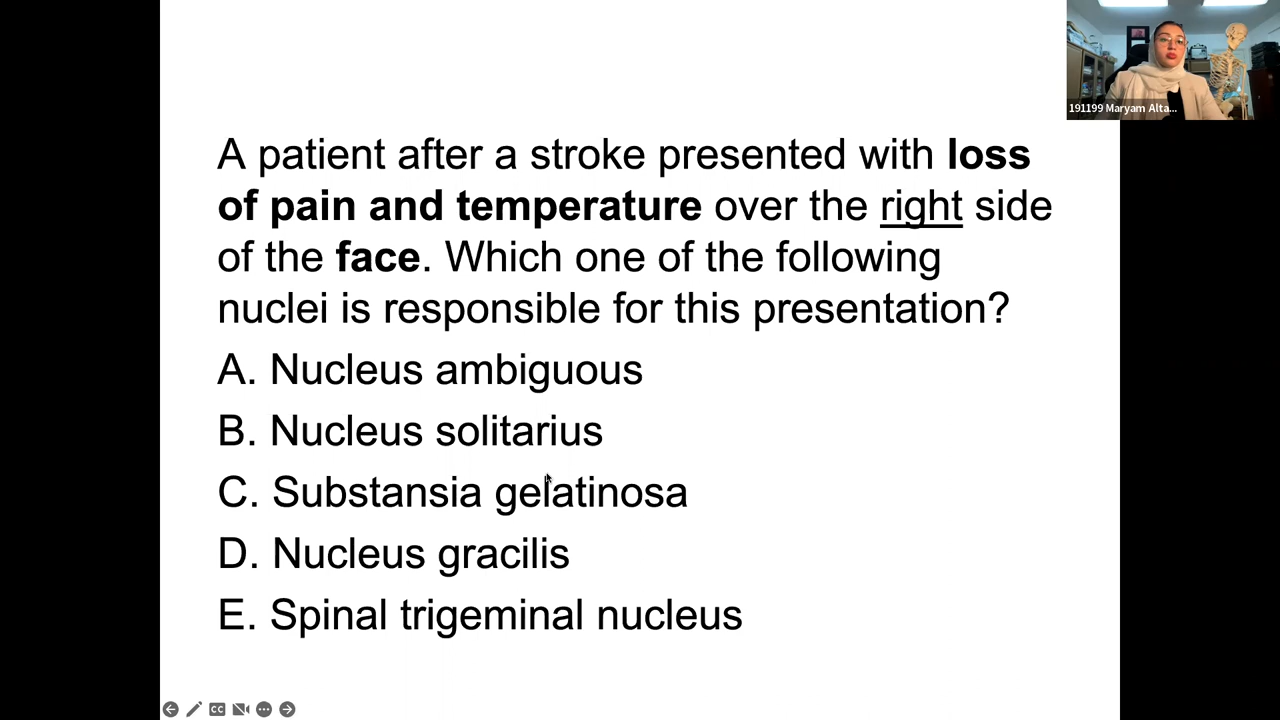 191199 Maryam Alta...
A patient after a stroke presented with loss
of pain and temperature over the right side
of the face. Which one of the following
nuclei is responsible for this presentation?
A. Nucleus ambiguous
B. Nucleus solitarius
C. Substansia gelatinosa
D. Nucleus gracilis
E. Spinal trigeminal nucleus
CC